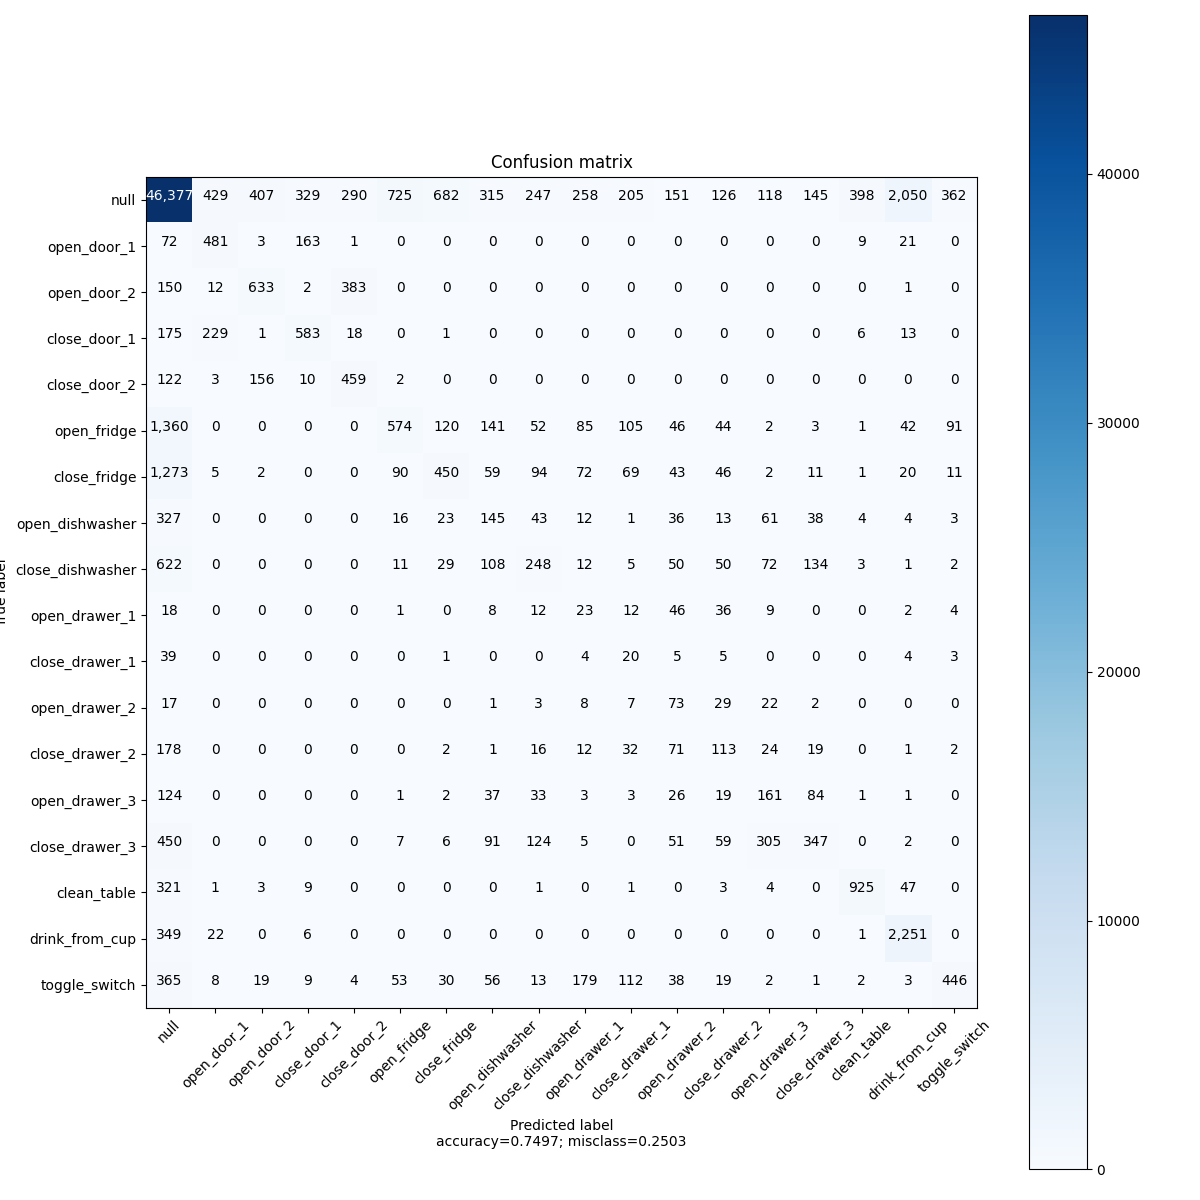 Confusion matrix
null 46,377 429 407 329 290 725 682 315 247 258 205 151 126 118 145 398 2,050 362
open_door_1 72 481 3 163 1 0 0 0 0 0 0 0 0 0 0 9 21 0
open_door_2 150 12 633 2 383 0 0 0 0 0 0 0 0 0 0 0 1 0
close_door_1 175 229 1 583 18 0 1 0 0 0 0 0 0 0 0 6 13 0
close_door_2 122 3 156 10 459 2 0 0 0 0 0 0 0 0 0 0 0 0
open_fridge 1,360 0 0 0 0 574 120 141 52 85 105 46 44 2 3 1 42 91
close_fridge 1,273 5 2 0 0 90 450 59 94 72 69 43 46 2 11 1 20 11
open_dishwasher 327 0 0 0 0 16 23 145 43 12 1 36 13 61 38 4 4 3
close_dishwasher 622 0 0 0 0 11 29 108 248 12 5 50 50 72 134 3 1 2
open_drawer_1 18 0 0 0 0 1 0 8 12 23 12 46 36 9 0 0 2 4
close_drawer_1 39 0 0 0 0 0 1 0 0 4 20 5 5 0 0 0 4 3
open_drawer_2 17 0 0 0 0 0 0 1 3 8 7 73 29 22 2 0 0 0
close_drawer_2 178 0 0 0 0 0 2 1 16 12 32 71 113 24 19 0 1 2
open_drawer_3 124 0 0 0 0 1 2 37 33 3 3 26 19 161 84 1 1 0
close_drawer_3 450 0 0 0 0 7 6 91 124 5 0 51 59 305 347 0 2 0
clean_table 321 1 3 9 0 0 0 0 1 0 1 0 3 4 0 925 47 0
drink_from_cup 349 22 0 6 0 0 0 0 0 0 0 0 0 0 0 1 2,251 0
toggle_switch 365 8 19 9 4 53 30 56 13 179 112 38 19 2 1 2 3 446
null open_door_1 open_door_2 close_door_1 close_door_2 open_fridge close_fridge open_dishwasher close_dishwasher open_drawer_1 close_drawer_1 open_drawer_2 close_drawer_2 open_drawer_3 close_drawer_3 clean_table drink_from_cup toggle_switch
Predicted label
accuracy=0.7497; misclass=0.2503
40000
30000
20000
10000
0